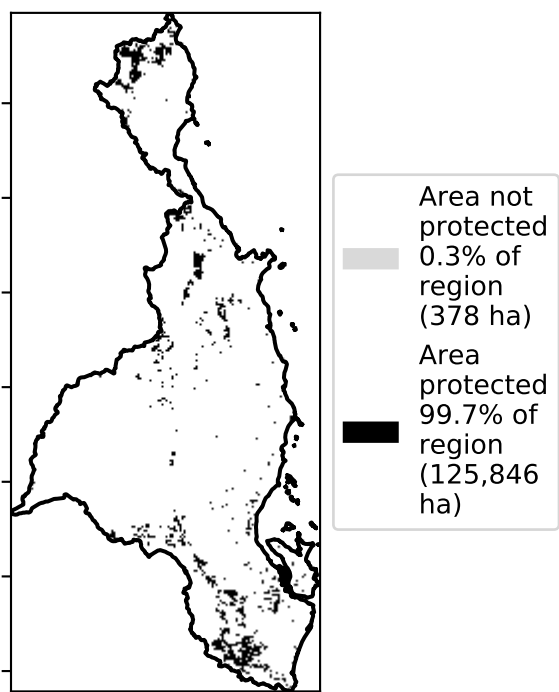 Area not
protected
0.3% of
region
(378 ha)
Area
protected
99.7% of
region
(125,846
ha)